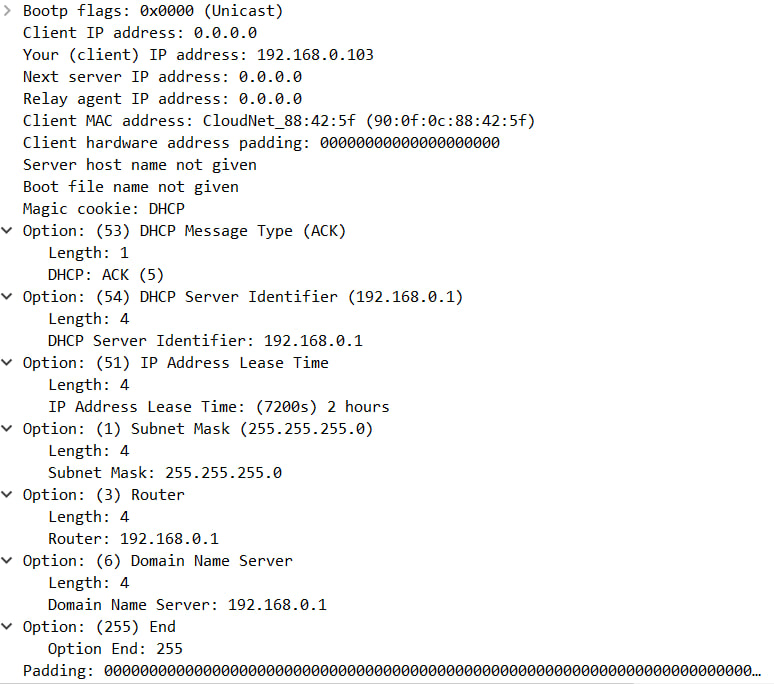 Bootp flags: 0x0000 (Unicast)
Client IP address: 0.0.0.0
Your (client) IP address: 192.168.0.103
Next server IP address: 0.0.0.0
Relay agent IP address: 0.0.0.0
Client MAC address: CloudNet_88:42:5f (90:0f:0c:88:42:5f)
Client hardware address padding: 00000000000000000000
Server host name not given
Boot file name not given
Magic cookie: DHCP
Option: (53) DHCP Message Type (ACK)
Length: 1
DHCP: ACK (5)
Option: (54) DHCP Server Identifier (192.168.0.1)
Length: 4
DHCP Server Identifier: 192.168.0.1
Option: (51) IP Address Lease Time
Length: 4
IP Address Lease Time: (7200s) 2 hours
Option: (1) Subnet Mask (255.255.255.0)
Length: 4
Subnet Mask: 255.255.255.0
Option: (3) Router
Length: 4
Router: 192.168.0.1
Option: (6) Domain Name Server
Length: 4
Domain Name Server: 192.168.0.1
Option: (255) End
Option End: 255
Padding: 000000000000000000000000000000000000000000000000000000000000000000000000…